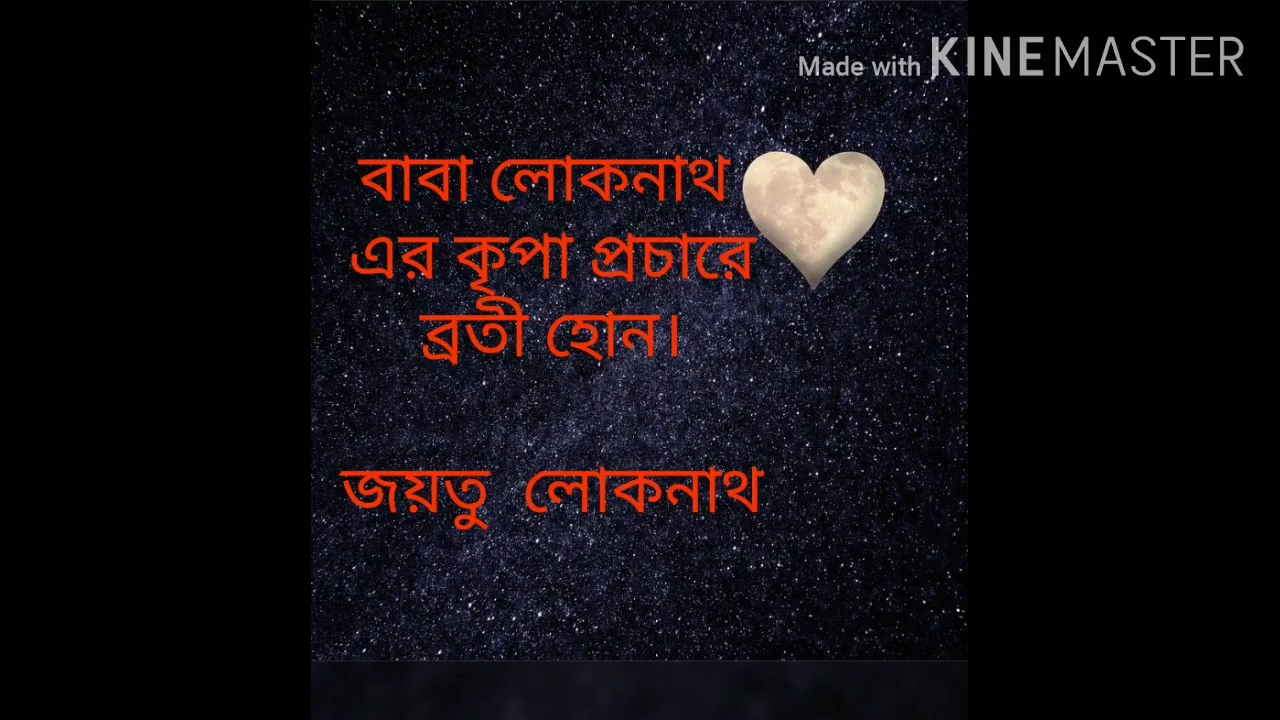 Made with KINEMASTER
বাবা লোকনাথ
এর কৃপা প্রচারে
ব্রতী হোন।
জয়তু লোকনাথ